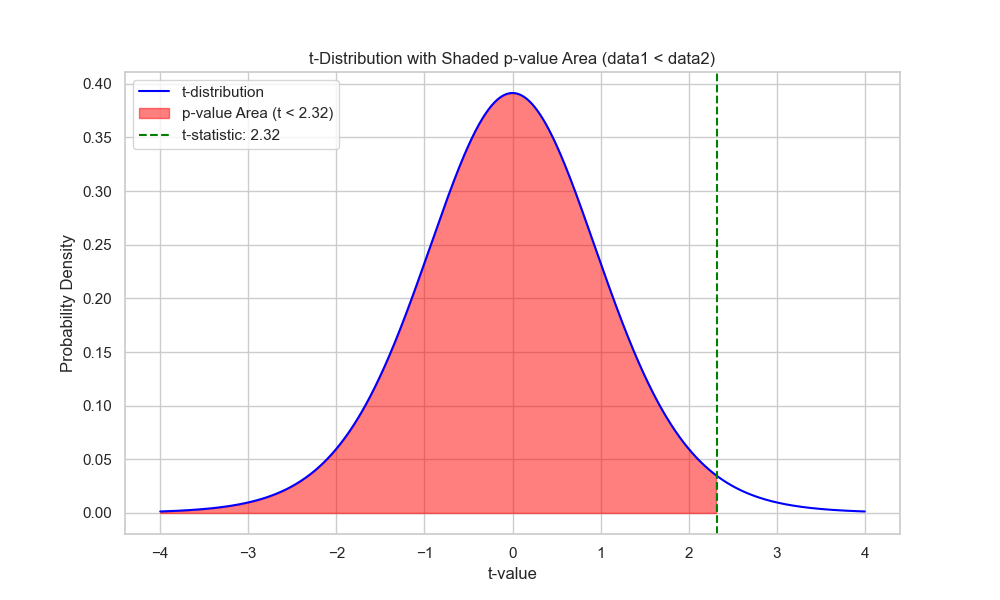 t-Distribution with Shaded p-value Area (data1 < data2)
t-distribution
p-value Area (t < 2.32)
t-statistic: 2.32
0.40
0.35
0.30
0.25
0.20
0.15
0.10
0.05
0.00
Probability Density
−4 −3 −2 −1 0 1 2 3 4
t-value